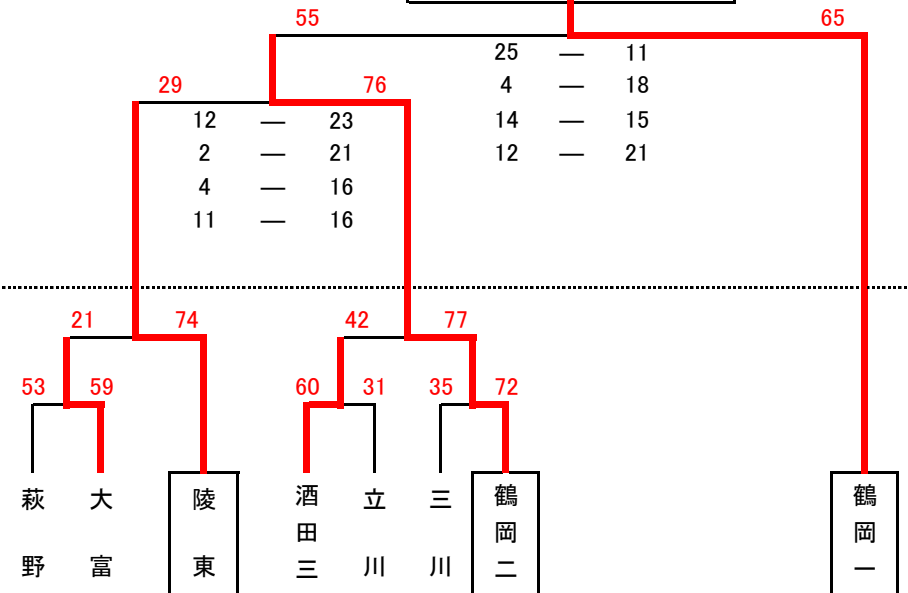 55 65
25 — 11
4 — 18
14 — 15
12 — 21
29 76
12 — 23
2 — 21
4 — 16
11 — 16
21 74 42 77
53 59 60 31 35 72
萩野
大富
陵東
酒田三
立川
三川
鶴岡二
鶴岡一